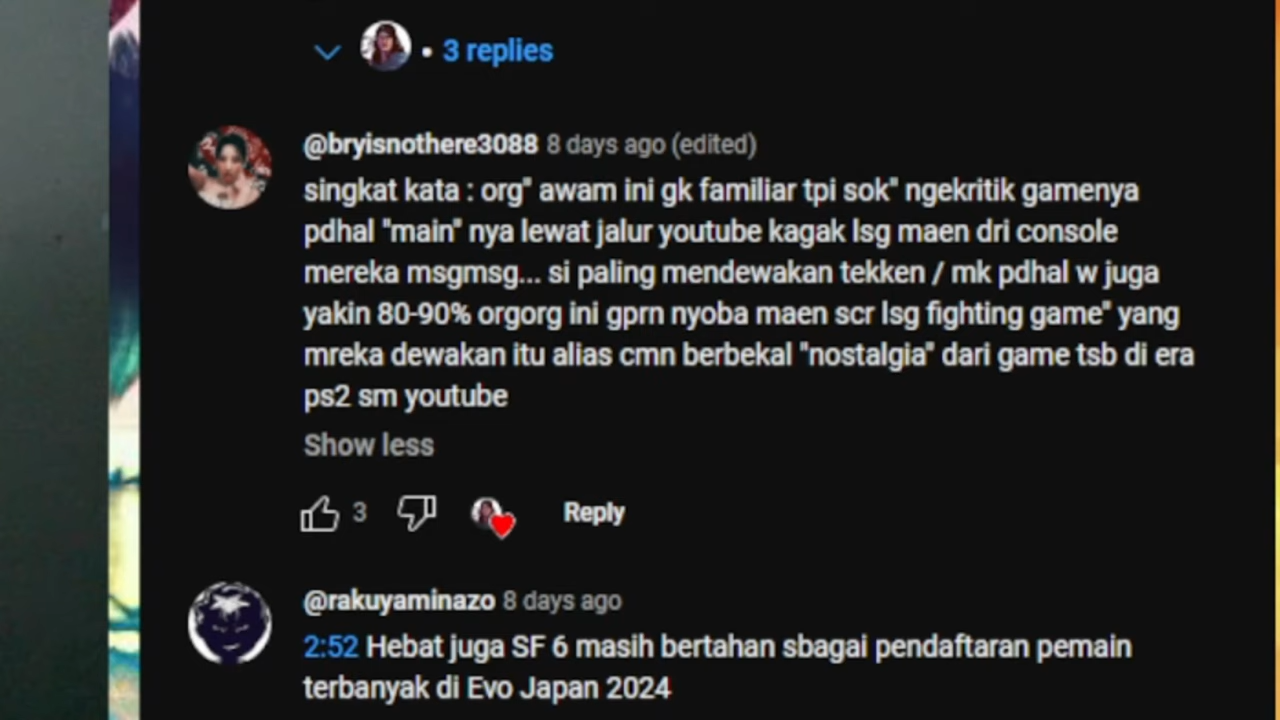 • 3 replies
@bryisnothere3088 8 days ago (edited)
singkat kata : org" awam ini gk familiar tpi sok" ngekritik gamenya
pdhal "main" nya lewat jalur youtube kagak lsg maen dri console
mereka msgmsg... si paling mendewakan tekken / mk pdhal w juga
yakin 80-90% orgorg ini gprn nyoba maen scr lsg fighting game" yang
mreka dewakan itu alias cmn berbekal "nostalgia" dari game tsb di era
ps2 sm youtube
Show less
3 Reply
@rakuyaminazo 8 days ago
2:52 Hebat juga SF 6 masih bertahan sbagai pendaftaran pemain
terbanyak di Evo Japan 2024